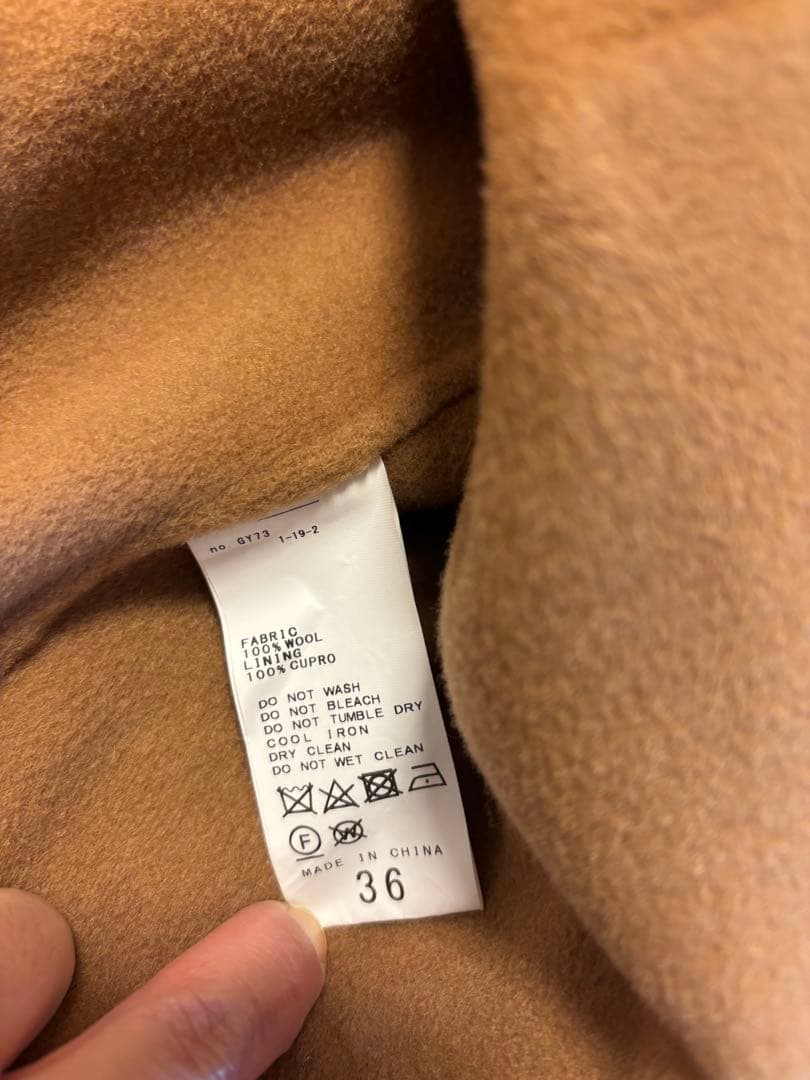 no. GY73 1-19-2
FABRIC
100% WOOL
LINING
100% CUPRO
DO NOT WASH
DO NOT BLEACH
DO NOT TUMBLE DRY
COOL IRON
DRY CLEAN
DO NOT WET CLEAN
F W
MADE IN CHINA
36